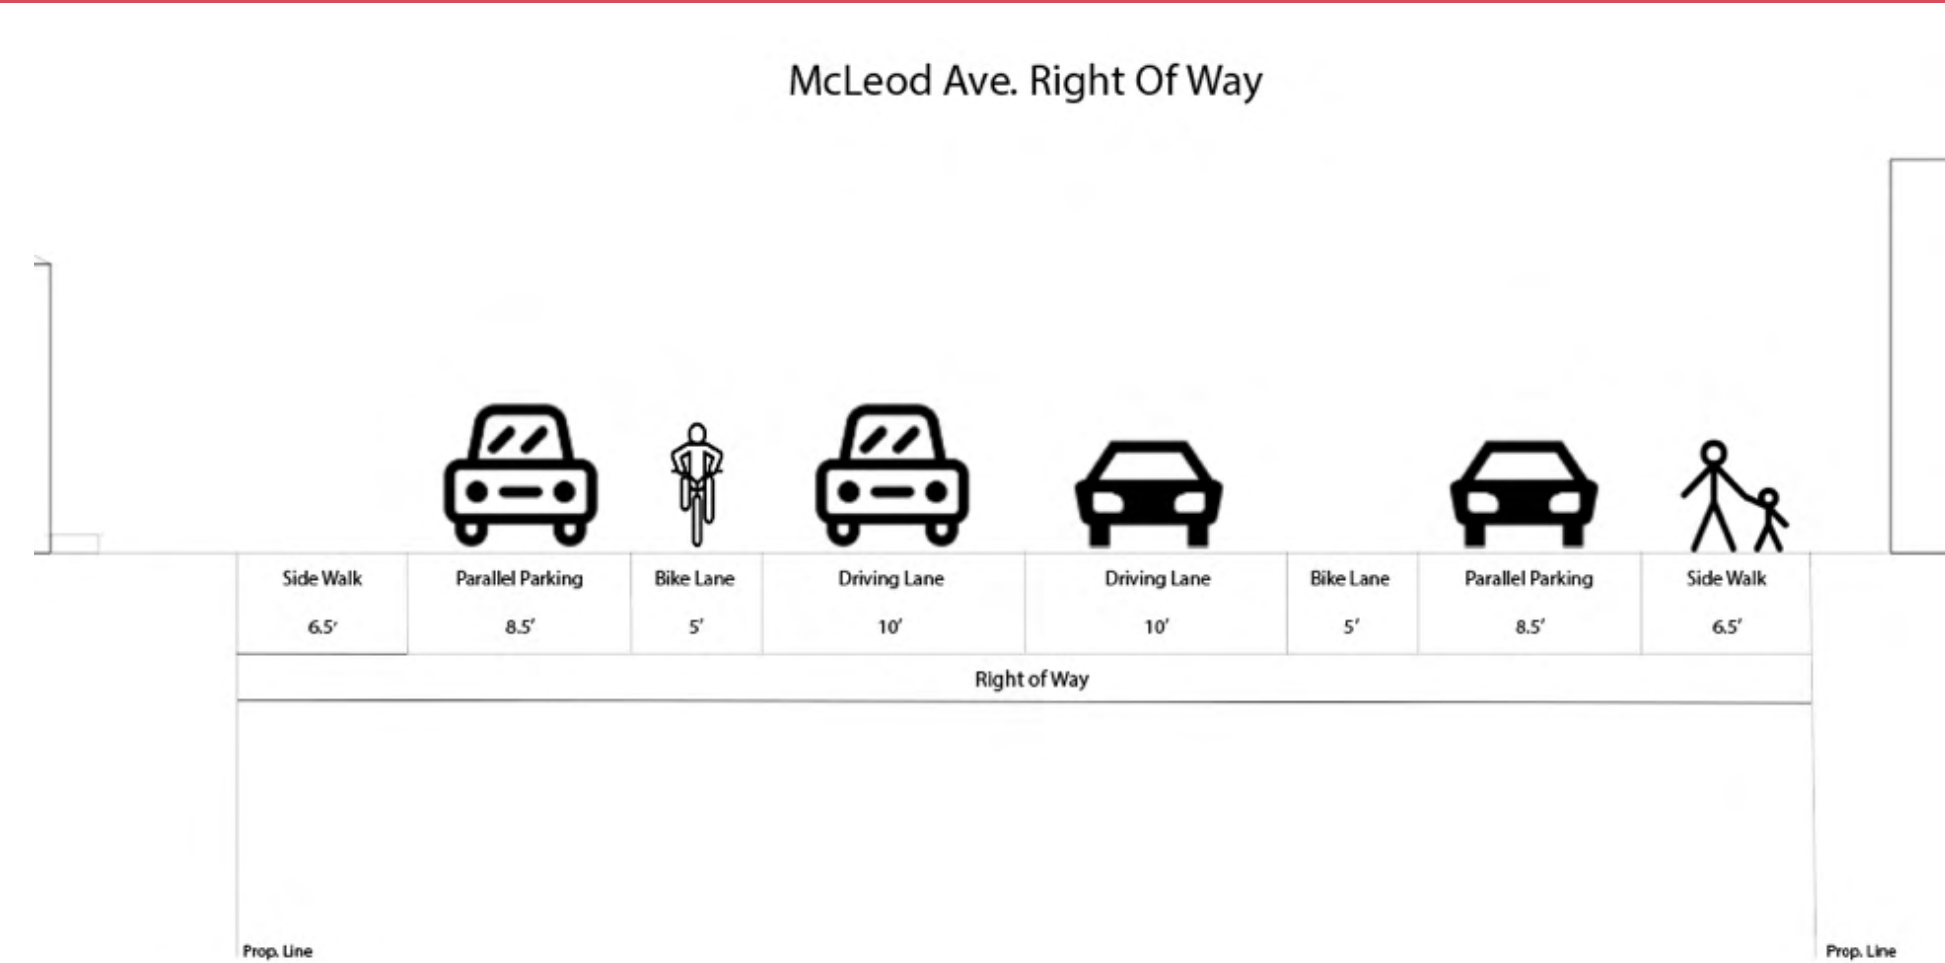 McLeod Ave. Right Of Way
Side Walk
Parallel Parking
Bike Lane
Driving Lane
Driving Lane
Bike Lane
Parallel Parking
Side Walk
6.5'
8.5'
5'
10'
10'
5'
8.5'
6.5'
Right of Way
Prop. Line
Prop. Line